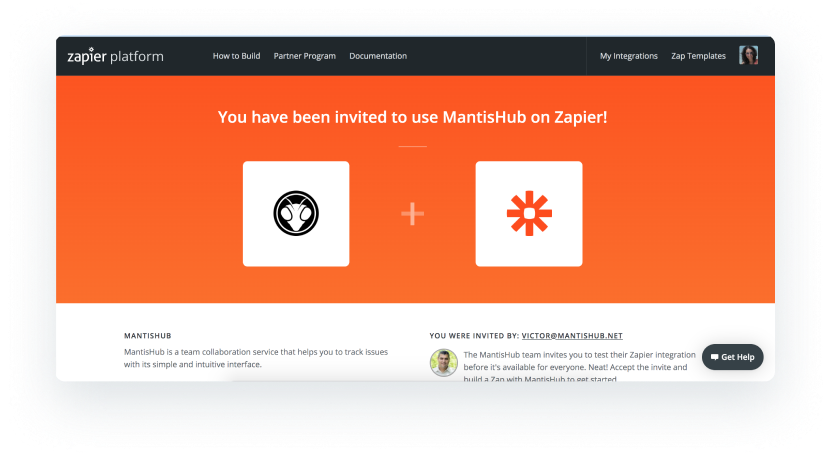 zapier platform
How to Build Partner Program Documentation
My Integrations Zap Templates
You have been invited to use MantisHub on Zapier!
MANTISHUB
MantisHub is a team collaboration service that helps you to track issues
with its simple and intuitive interface.
YOU WERE INVITED BY: VICTOR@MANTISHUB.NET
The MantisHub team invites you to test their Zapier integration
before it's available for everyone. Neat! Accept the invite and
build a Zap with MantisHub to get started.
Get Help